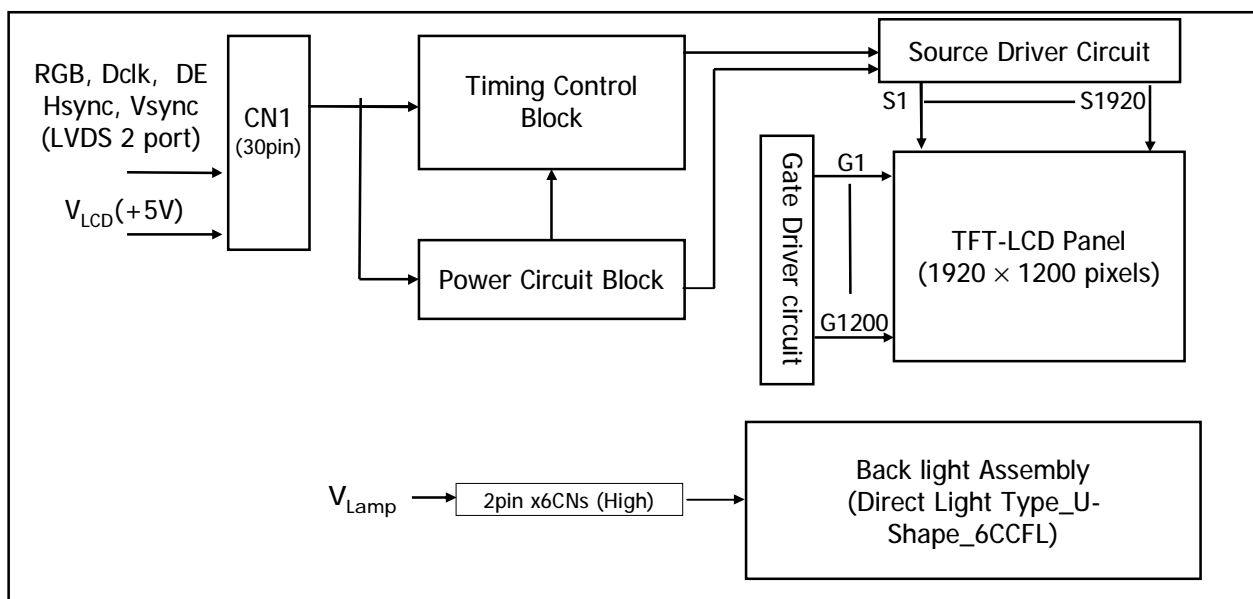 RGB, Dclk, DE
Hsync, Vsync
(LVDS 2 port)
VLCD(+5V)
CN1
(30pin)
Timing Control
Block
Power Circuit Block
Source Driver Circuit
S1
S1920
Gate Driver circuit
G1
G1200
TFT-LCD Panel
(1920 × 1200 pixels)
VLamp
2pin x6CNs (High)
Back light Assembly
(Direct Light Type_U-
Shape_6CCFL)